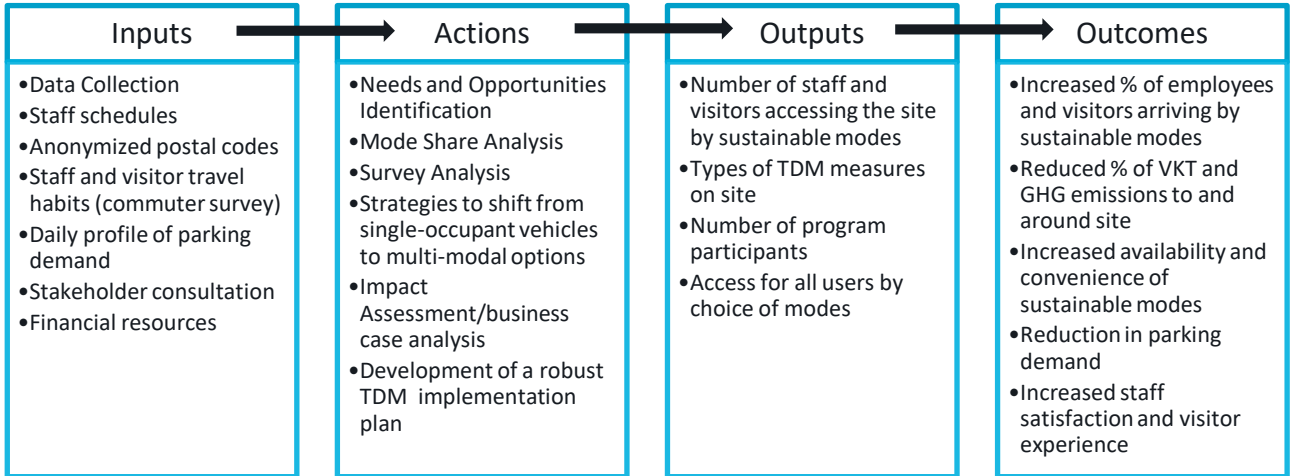 Inputs
•Data Collection
•Staff schedules
•Anonymized postal codes
•Staff and visitor travel
habits (commuter survey)
•Daily profile of parking
demand
•Stakeholder consultation
•Financial resources
Actions
•Needs and Opportunities
Identification
•Mode Share Analysis
•Survey Analysis
•Strategies to shift from
single-occupant vehicles
to multi-modal options
•Impact
Assessment/business
case analysis
•Development of a robust
TDM implementation
plan
Outputs
•Number of staff and
visitors accessing the site
by sustainable modes
•Types of TDM measures
on site
•Number of program
participants
•Access for all users by
choice of modes
Outcomes
•Increased % of employees
and visitors arriving by
sustainable modes
•Reduced % of VKT and
GHG emissions to and
around site
•Increased availability and
convenience of
sustainable modes
•Reduction in parking
demand
•Increased staff
satisfaction and visitor
experience